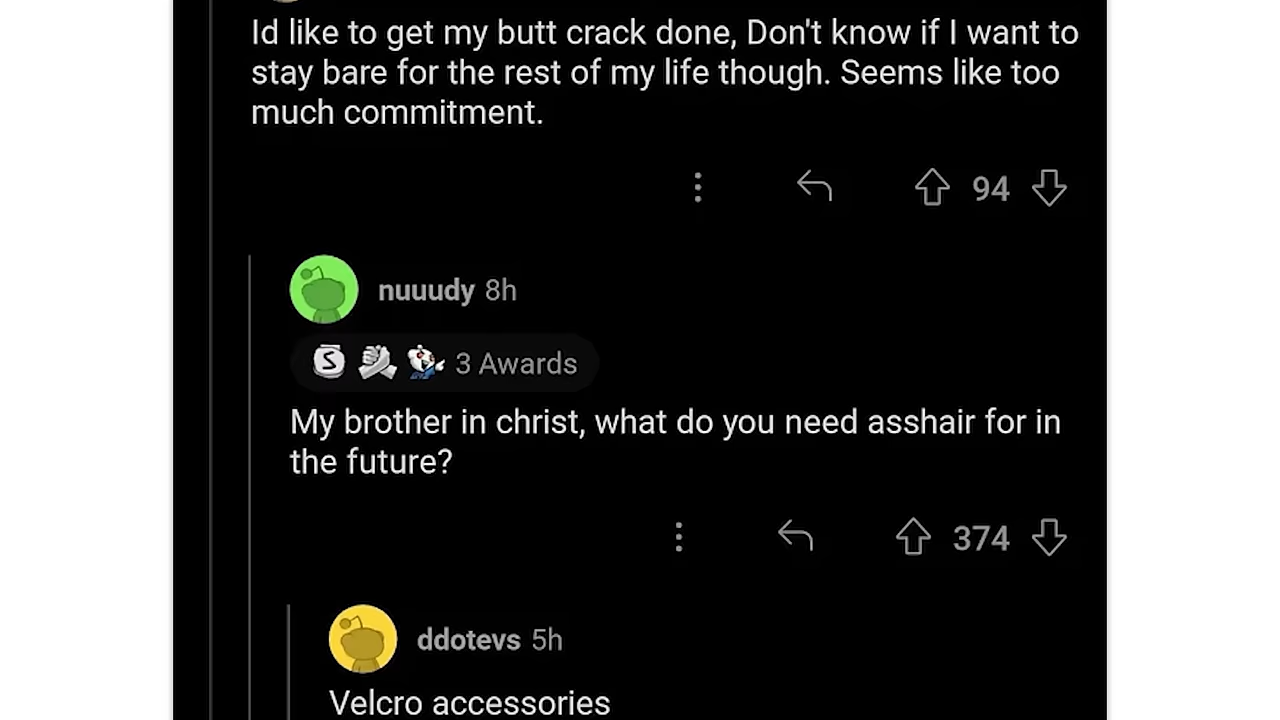 Id like to get my butt crack done, Don't know if I want to
stay bare for the rest of my life though. Seems like too
much commitment.
94
nuuudy 8h
S 3 Awards
My brother in christ, what do you need asshair for in
the future?
374
ddotevs 5h
Velcro accessories